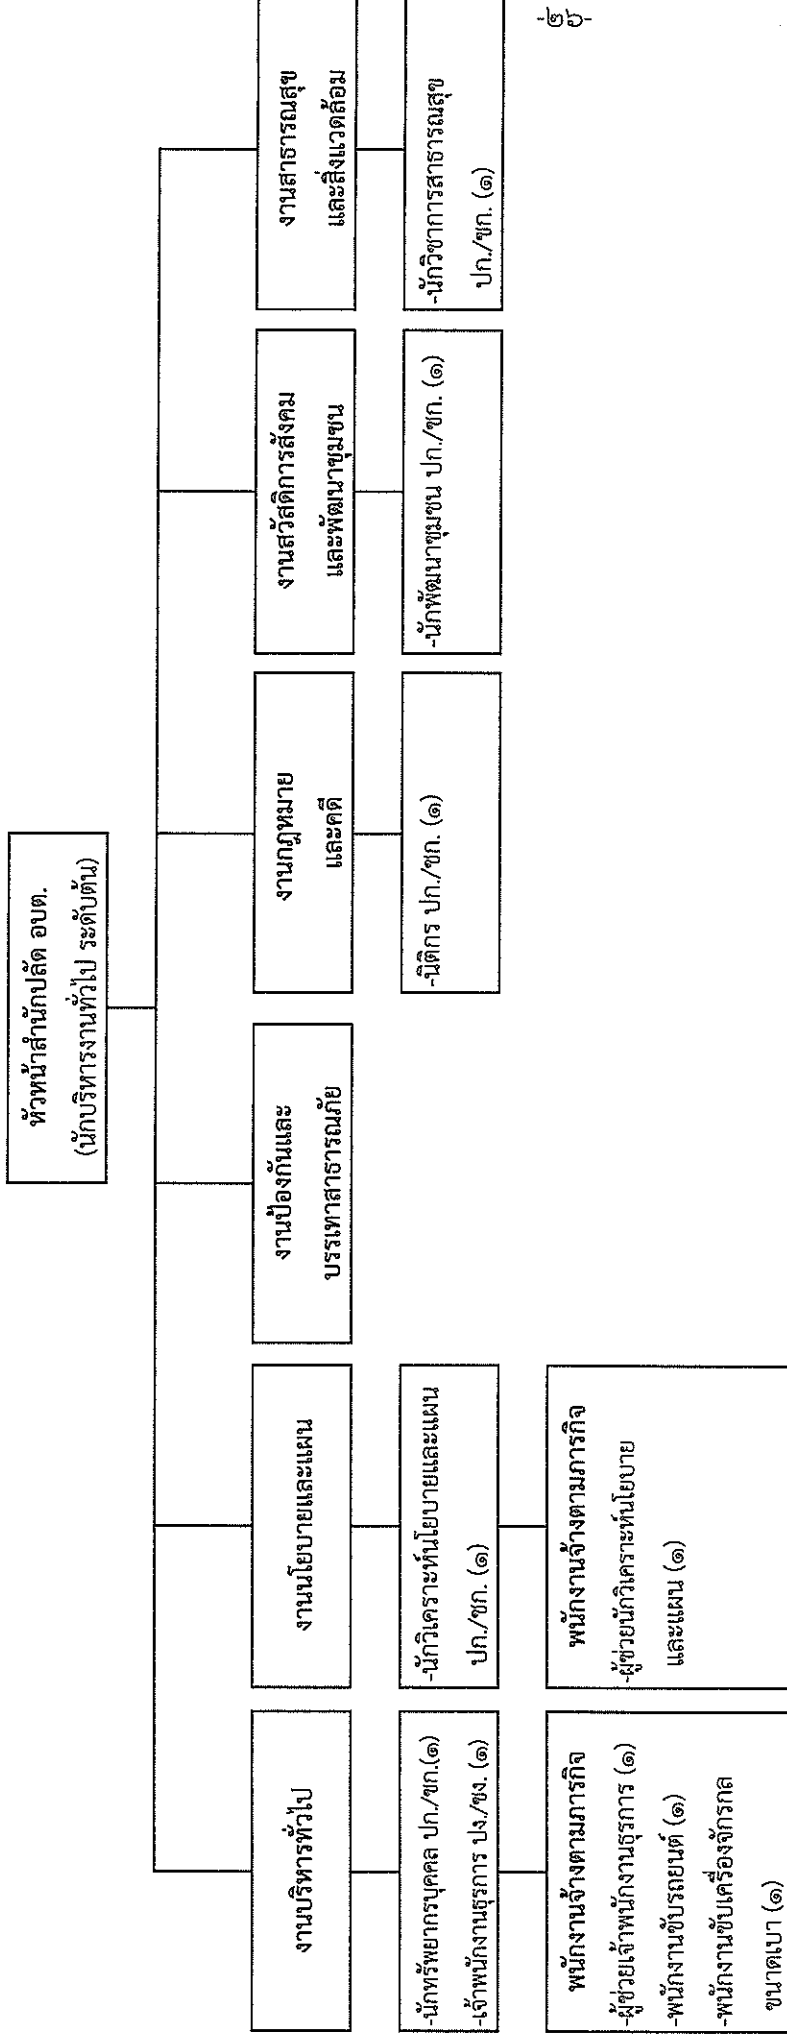 หัวหน้าสำนักปลัด อบต.
(นักบริหารงานทั่วไป ระดับต้น)
งานบริหารทั่วไป
-นักทรัพยากรบุคคล ปก./ชก.(๑)
-เจ้าพนักงานธุรการ ปง./ชง. (๑)
พนักงานจ้างตามภารกิจ
-ผู้ช่วยเจ้าพนักงานธุรการ (๑)
-พนักงานขับรถยนต์ (๑)
-พนักงานขับเครื่องจักรกล
ขนาดเบา (๑)
งานนโยบายและแผน
-นักวิเคราะห์นโยบายและแผน
ปก./ชก. (๑)
พนักงานจ้างตามภารกิจ
-ผู้ช่วยนักวิเคราะห์นโยบาย
และแผน (๑)
งานป้องกันและ
บรรเทาสาธารณภัย
งานกฎหมาย
และคดี
-นิติกร ปก./ชก. (๑)
งานสวัสดิการสังคม
และพัฒนาชุมชน
-นักพัฒนาชุมชน ปก./ชก. (๑)
งานสาธารณสุข
และสิ่งแวดล้อม
-นักวิชาการสาธารณสุข
ปก./ชก. (๑)
-๒๖-